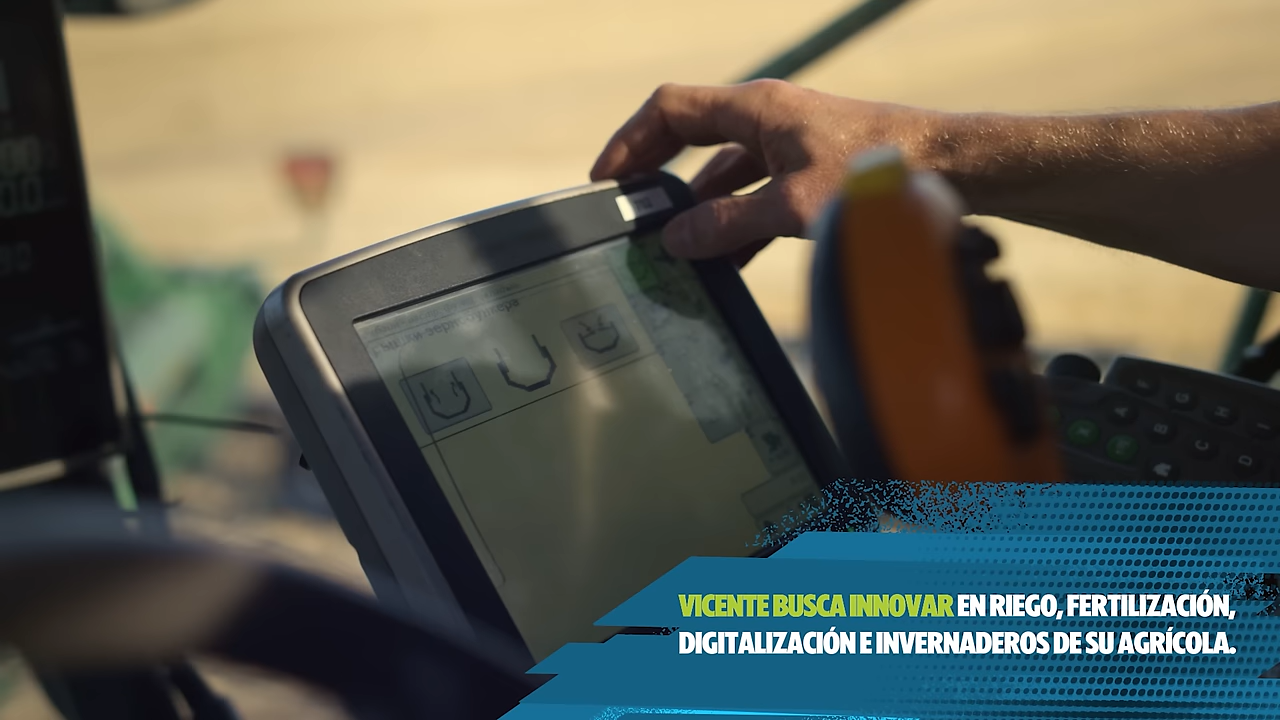 VICENTE BUSCA INNOVAR EN RIEGO, FERTILIZACIÓN,
DIGITALIZACIÓN E INVERNADEROS DE SU AGRÍCOLA.